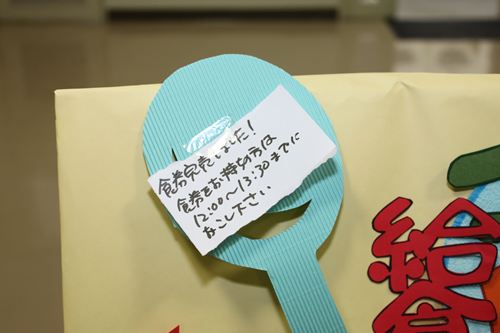 食券完売しました!
食券をお持ちの方は
12:00～13:30までに
おこし下さい
給食